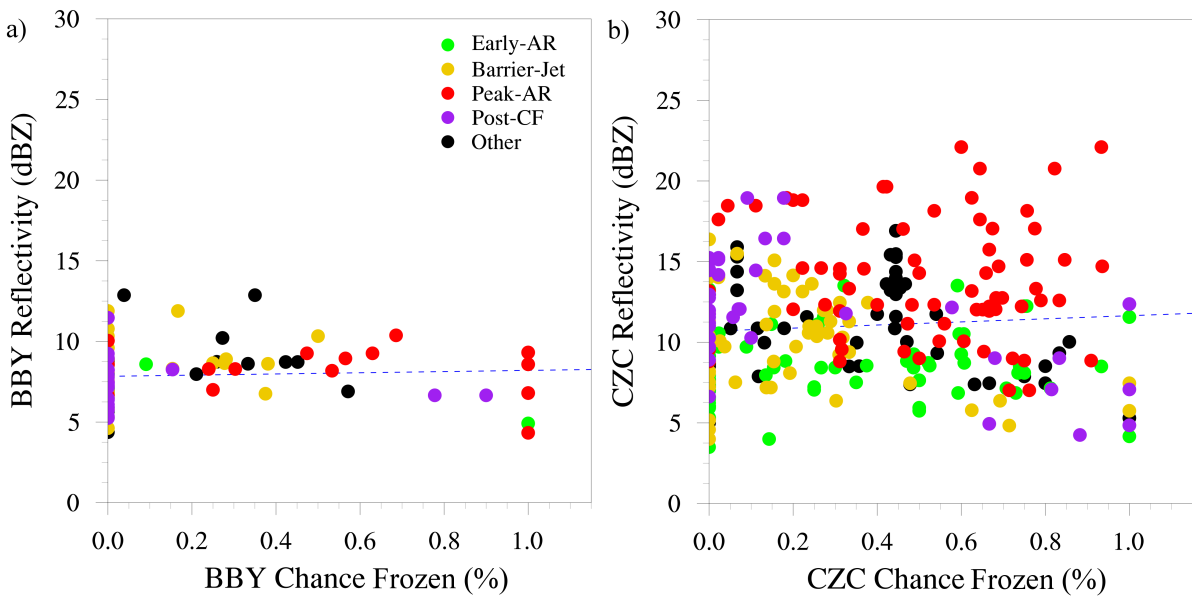 a)
BBY Reflectivity (dBZ)
30
25
20
15
10
5
0
0.0 0.2 0.4 0.6 0.8 1.0
BBY Chance Frozen (%)
Early-AR
Barrier-Jet
Peak-AR
Post-CF
Other
b)
CZC Reflectivity (dBZ)
30
25
20
15
10
5
0
0.0 0.2 0.4 0.6 0.8 1.0
CZC Chance Frozen (%)